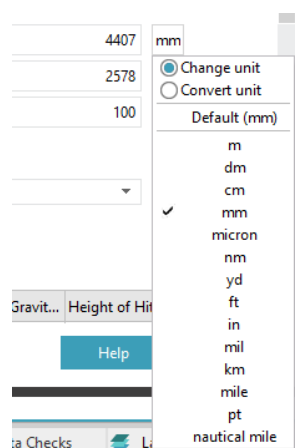 4407 mm
2578
100
Change unit
Convert unit
Default (mm)
m
dm
cm
mm
micron
nm
yd
ft
in
mil
km
mile
pt
nautical mile
Gravit... Height of Hit
Help
ta Checks